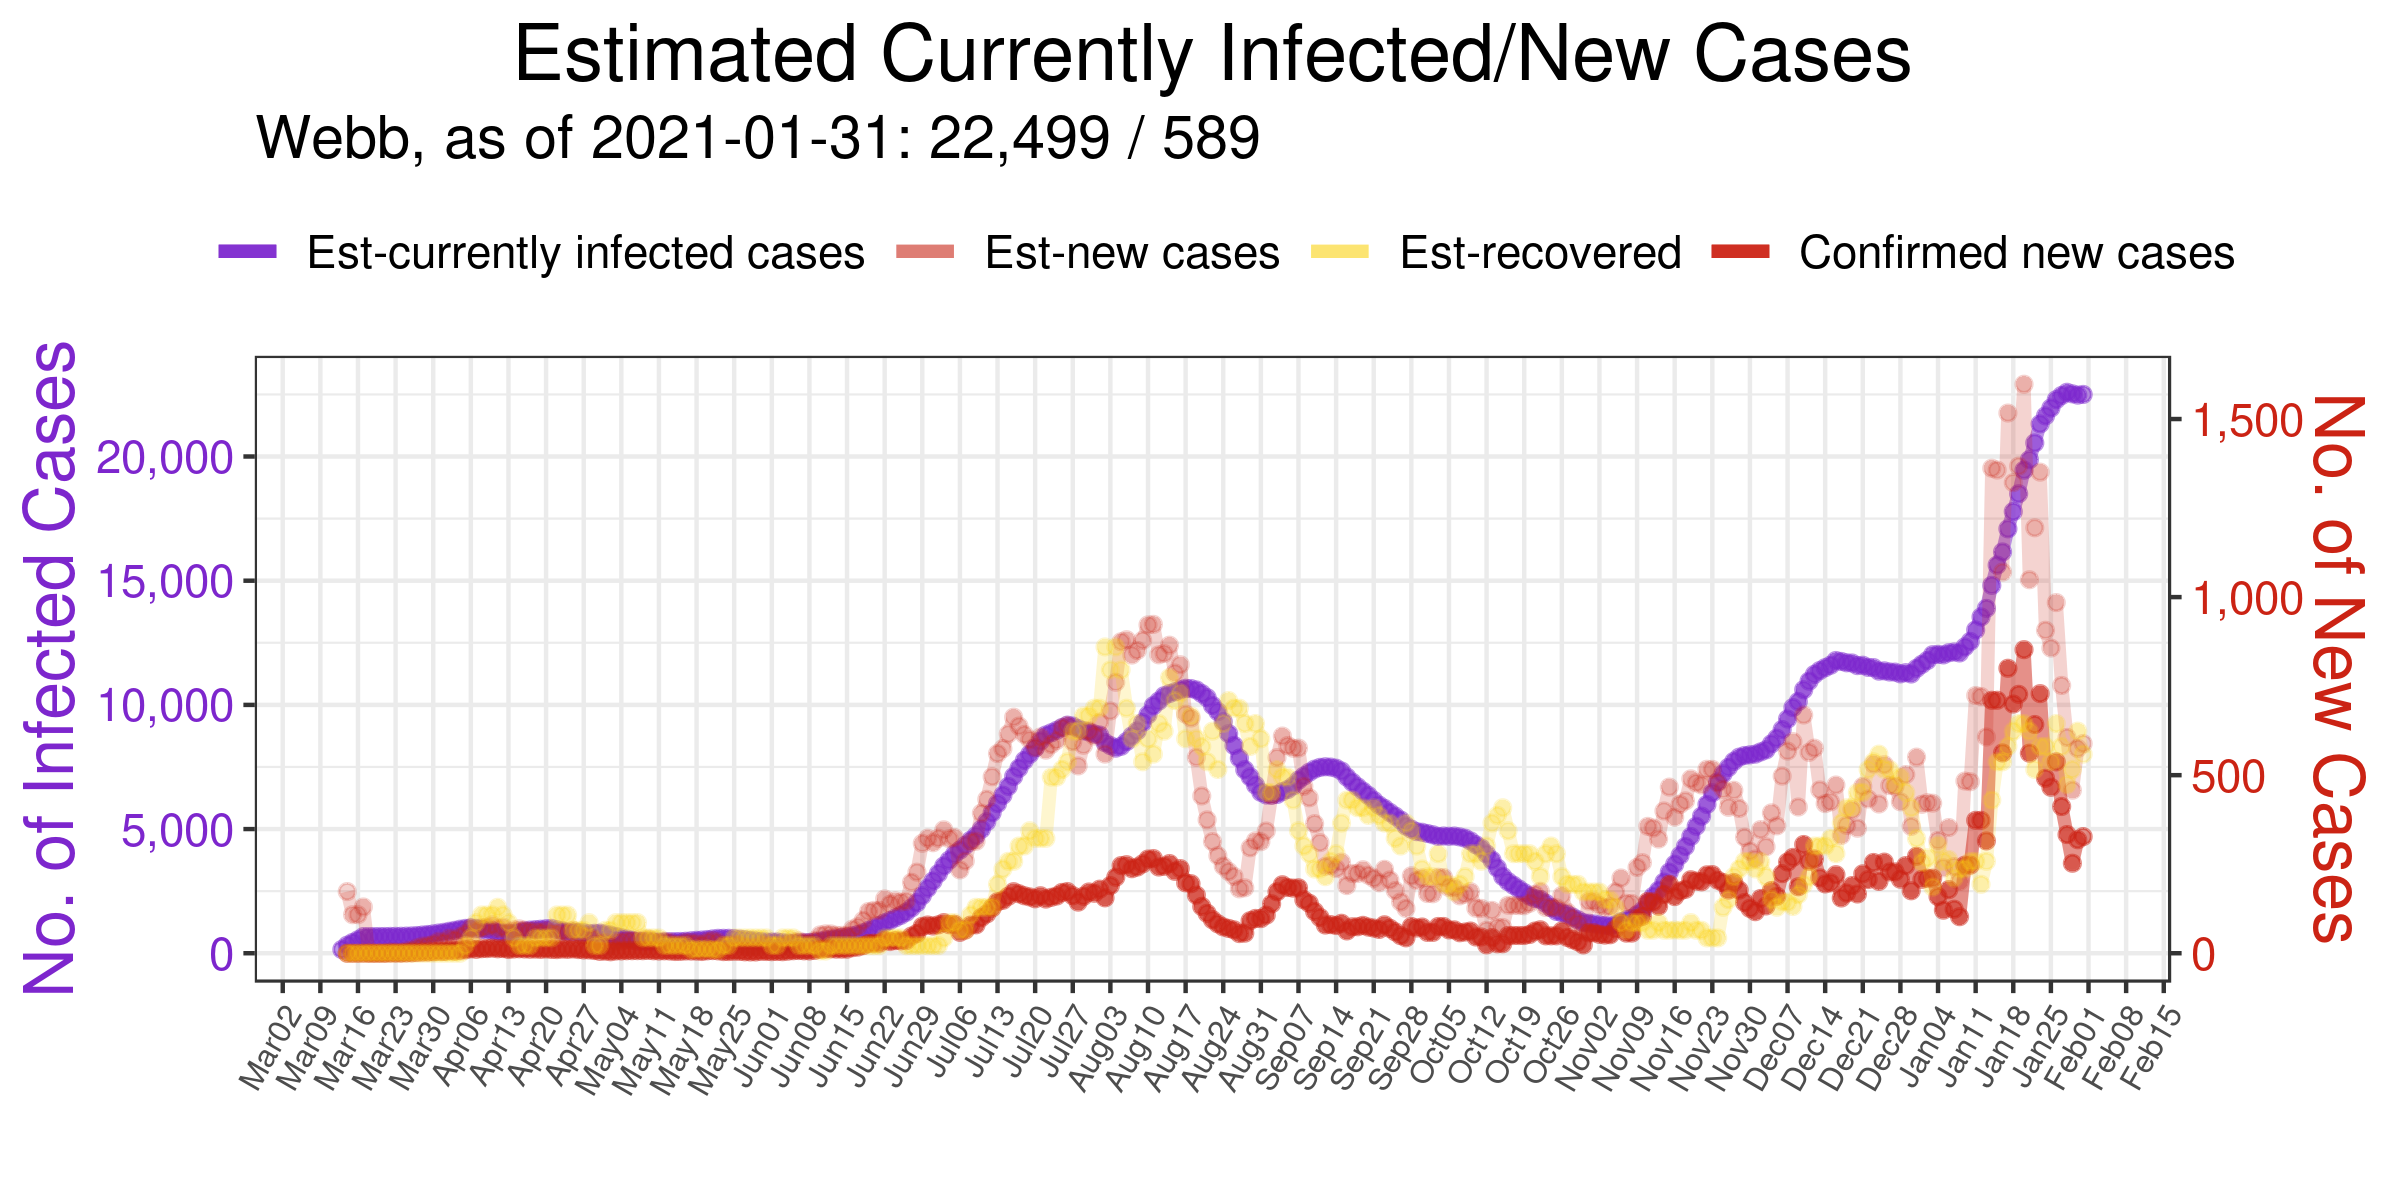 Estimated Currently Infected/New Cases
Webb, as of 2021-01-31: 22,499 / 589
Est-currently infected cases Est-new cases Est-recovered Confirmed new cases
No. of Infected Cases
20,000
15,000
10,000
5,000
0
1,500
1,000
500
0
No. of New Cases
Mar02 Mar09 Mar16 Mar23 Mar30 Apr06 Apr13 Apr20 Apr27 May04 May11 May18 May25 Jun01 Jun08 Jun15 Jun22 Jun29 Jul06 Jul13 Jul20 Jul27 Aug03 Aug10 Aug17 Aug24 Aug31 Sep07 Sep14 Sep21 Sep28 Oct05 Oct12 Oct19 Oct26 Nov02 Nov09 Nov16 Nov23 Nov30 Dec07 Dec14 Dec21 Dec28 Jan04 Jan11 Jan18 Jan25 Feb01 Feb08 Feb15